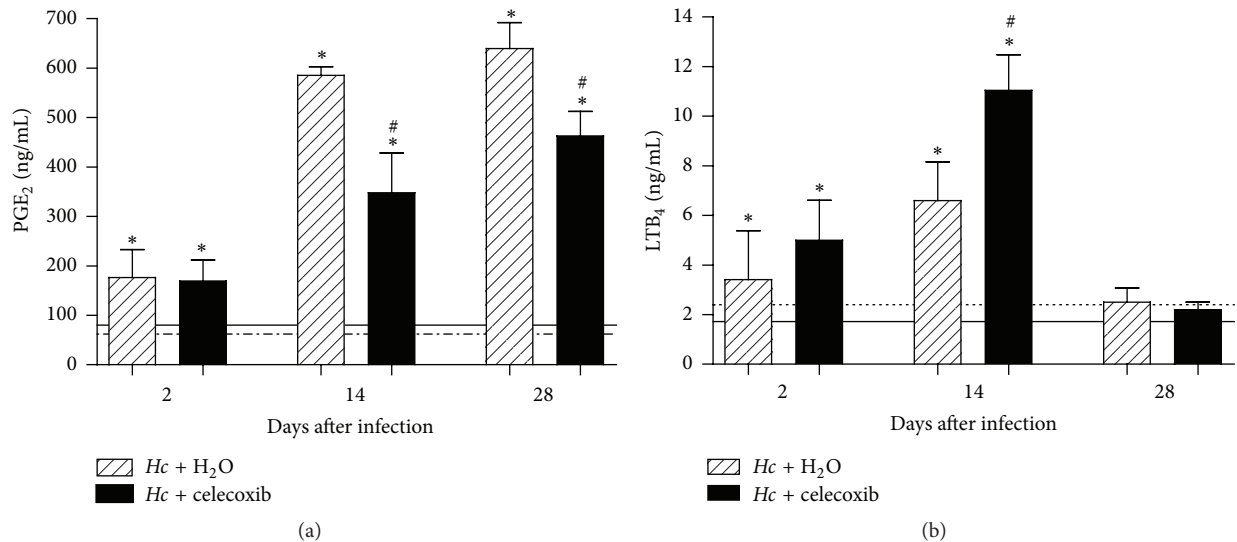 700
600
500
400
300
200
100
0
PGE₂ (ng/mL)
*
*
*
#
*
*
#
*
2 14 28
Days after infection
Hc + H₂O
Hc + celecoxib
(a)
14
12
10
8
6
4
2
0
LTB₄ (ng/mL)
*
*
*
#
*
2 14 28
Days after infection
Hc + H₂O
Hc + celecoxib
(b)